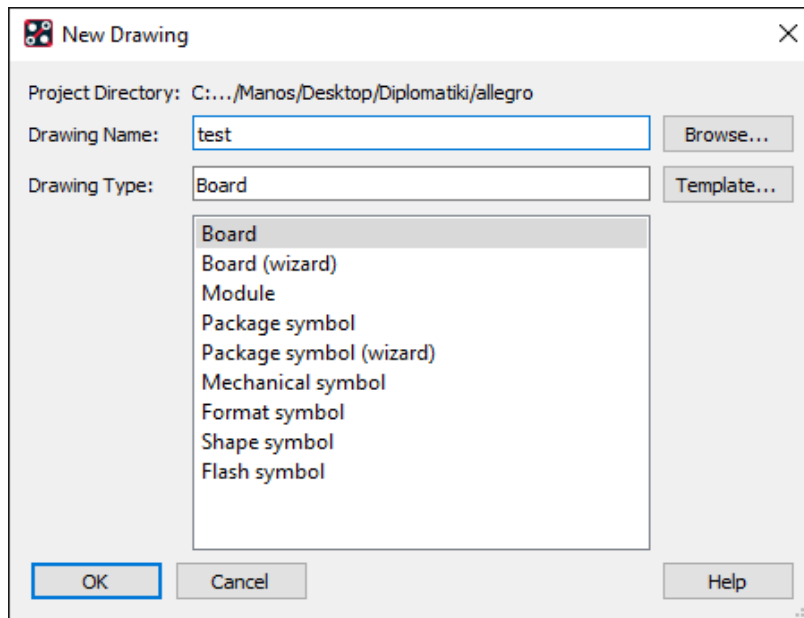 New Drawing
Project Directory: C:.../Manos/Desktop/Diplomatiki/allegro
Drawing Name: test Browse...
Drawing Type: Board Template...
Board
Board (wizard)
Module
Package symbol
Package symbol (wizard)
Mechanical symbol
Format symbol
Shape symbol
Flash symbol
OK Cancel Help